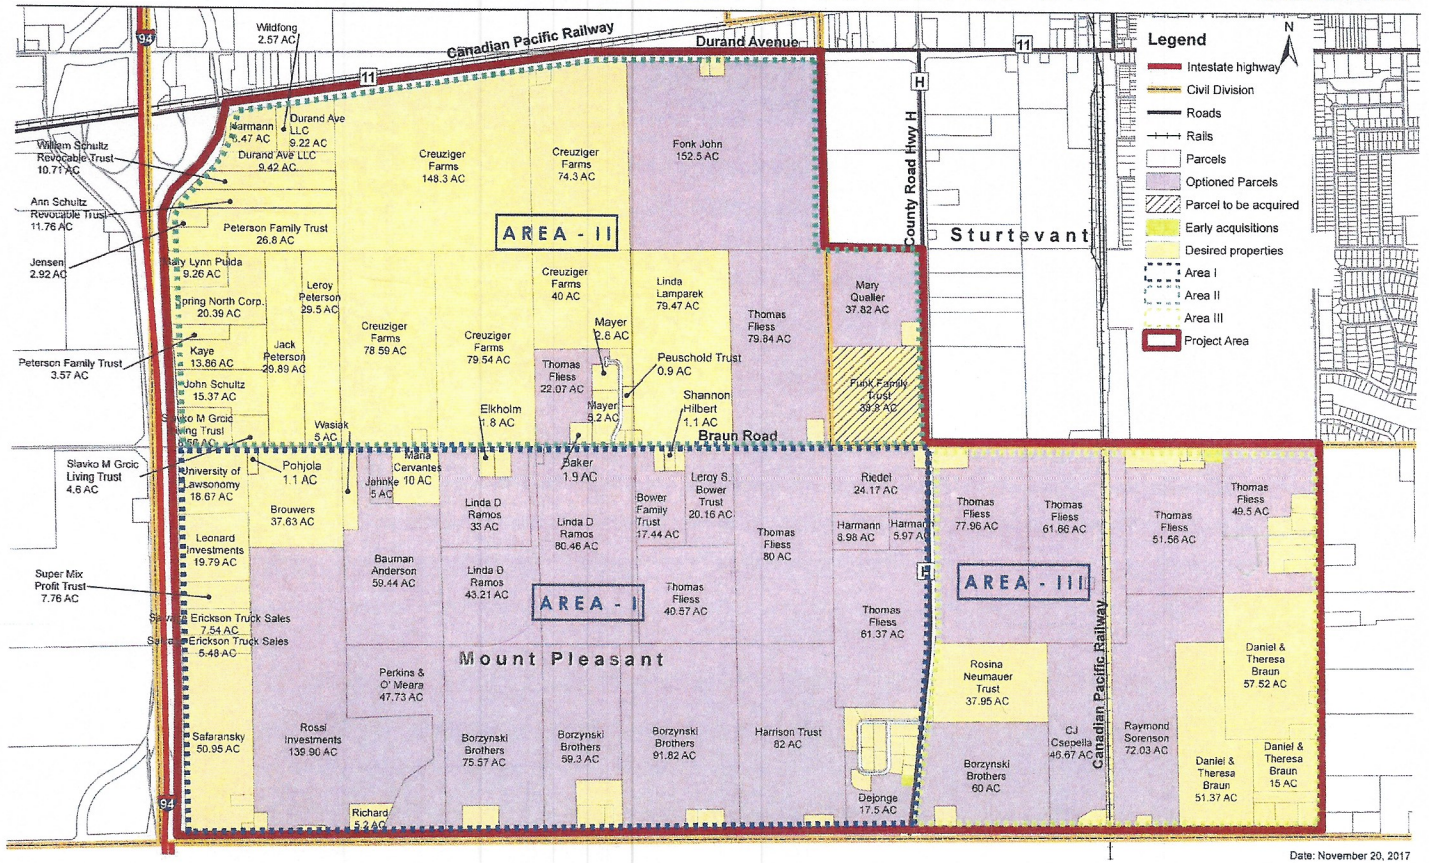 Wildfong
2.57 AC
Canadian Pacific Railway
Durand Avenue
94
11
11
H
N
Legend
Intestate highway
Civil Division
Roads
Rails
Parcels
Optioned Parcels
Parcel to be acquired
Early acquisitions
Desired properties
Area I
Area II
Area III
Project Area
William Schultz
Revocable Trust
10.71 AC
Ann Schultz
Revocable Trust
11.76 AC
Jensen
2.92 AC
Durand Ave
LLC
9.22 AC
Durand Ave LLC
9.42 AC
Peterson Family Trust
26.8 AC
9.26 AC
Spring North Corp.
20.39 AC
Kaye
13.86 AC
Peterson Family Trust
3.57 AC
John Schultz
15.37 AC
Leroy
Peterson
29.5 AC
Jack
Peterson
29.89 AC
Creuziger
Farms
148.3 AC
Creuziger
Farms
74.3 AC
Fonk John
152.5 AC
AREA - II
County Road Hwy H
Sturtevant
Creuziger
Farms
78.59 AC
Creuziger
Farms
79.54 AC
Creuziger
Farms
40 AC
Linda
Lamparek
79.47 AC
Thomas
Fliess
79.84 AC
Mary
Qualler
37.82 AC
Mayer
2.8 AC
Thomas
Fliess
22.07 AC
Peuschold Trust
0.9 AC
Mayer
5.2 AC
Shannon
Hilbert
1.1 AC
Funk Family
Trust
Elkholm
1.8 AC
Wasiak
5 AC
Braun Road
Slavko M Grcic
Living Trust
4.6 AC
University of
Lawsonomy
18.67 AC
Pohjola
1.1 AC
Brouwers
37.63 AC
Jahnke
5 AC
Maria
Cervantes
10 AC
Baker
1.9 AC
Linda D
Ramos
33 AC
Linda D
Ramos
80.46 AC
Bower
Family
Trust
17.44 AC
Leroy S.
Bower
Trust
20.16 AC
Thomas
Fliess
80 AC
Riedel
24.17 AC
Harmann
8.98 AC
Harmann
5.97 AC
Thomas
Fliess
77.96 AC
Thomas
Fliess
61.66 AC
Thomas
Fliess
51.56 AC
Thomas
Fliess
49.5 AC
Leonard
Investments
19.79 AC
Super Mix
Profit Trust
7.76 AC
Erickson Truck Sales
7.54 AC
Erickson Truck Sales
5.48 AC
Bauman
Anderson
59.44 AC
Linda D
Ramos
43.21 AC
AREA - I
Thomas
Fliess
40.57 AC
Thomas
Fliess
61.37 AC
H
AREA - III
Canadian Pacific Railway
Mount Pleasant
Perkins &
O' Meara
47.73 AC
Rosina
Neumauer
Trust
37.95 AC
Daniel &
Theresa
Braun
57.52 AC
Safaransky
50.95 AC
Rossi
Investments
139.90 AC
Borzynski
Brothers
75.57 AC
Borzynski
Brothers
59.3 AC
Borzynski
Brothers
91.82 AC
Harrison Trust
82 AC
Dejonge
17.5 AC
Borzynski
Brothers
60 AC
CJ
Csepella
46.67 AC
Raymond
Sorenson
72.03 AC
Daniel &
Theresa
Braun
51.37 AC
Daniel &
Theresa
Braun
15 AC
Richard
5.2 AC
94
Date: November 20, 2017